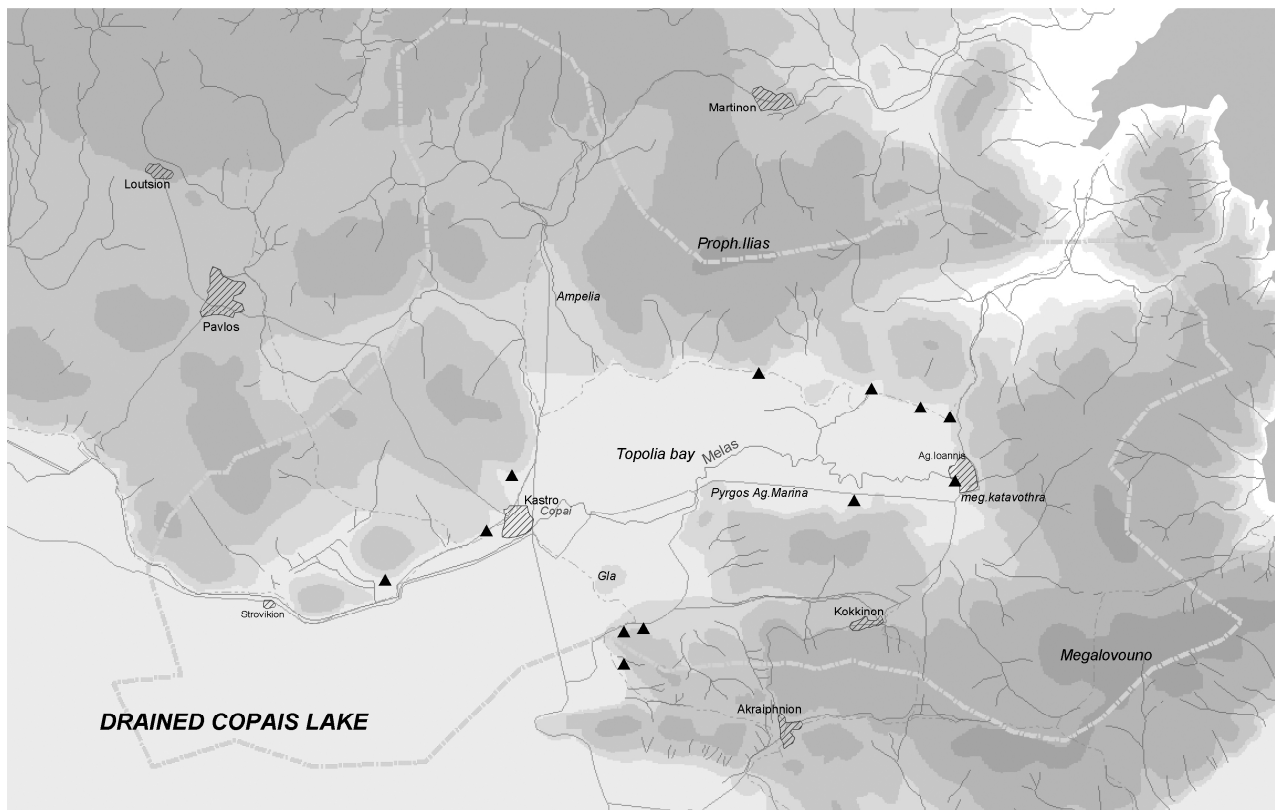 Martinon
Loutsion
Proph.Ilias
Ampelia
Pavlos
Topolia bay
Melas
Ag.Ioannis
Pyrgos Ag.Marina
meg.katavothra
Kastro
Copai
Gla
Strovikion
Kokkinon
Megalovouno
Akraiphnion
DRAINED COPAIS LAKE